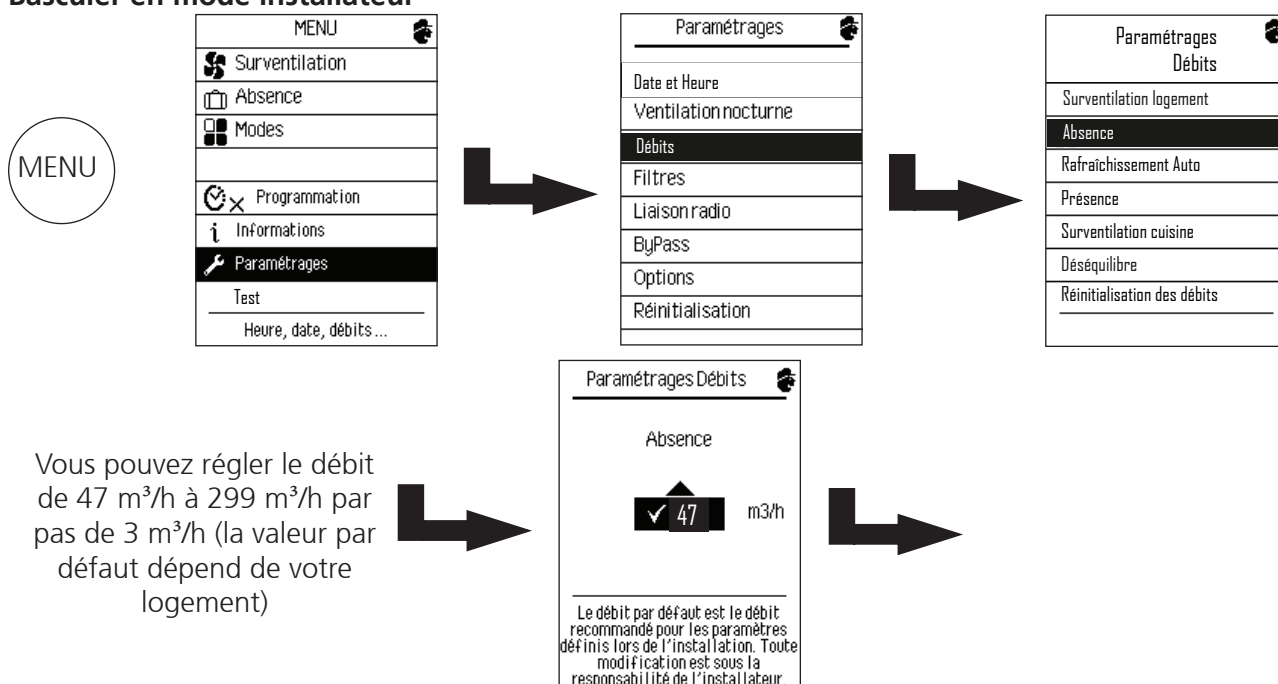 Basculer en mode installateur
MENU
MENU
Surventilation
Absence
Modes
Programmation
Informations
Paramétrages
Test
Heure, date, débits...
Paramétrages
Date et Heure
Ventilation nocturne
Débits
Filtres
Liaison radio
ByPass
Options
Réinitialisation
Paramétrages
Débits
Surventilation logement
Absence
Rafraîchissement Auto
Présence
Surventilation cuisine
Déséquilibre
Réinitialisation des débits
Vous pouvez régler le débit
de 47 m³/h à 299 m³/h par
pas de 3 m³/h (la valeur par
défaut dépend de votre
logement)
Paramétrages Débits
Absence
47 m3/h
Le débit par défaut est le débit
recommandé pour les paramètres
définis lors de l'installation. Toute
modification est sous la
responsabilité de l'installateur.